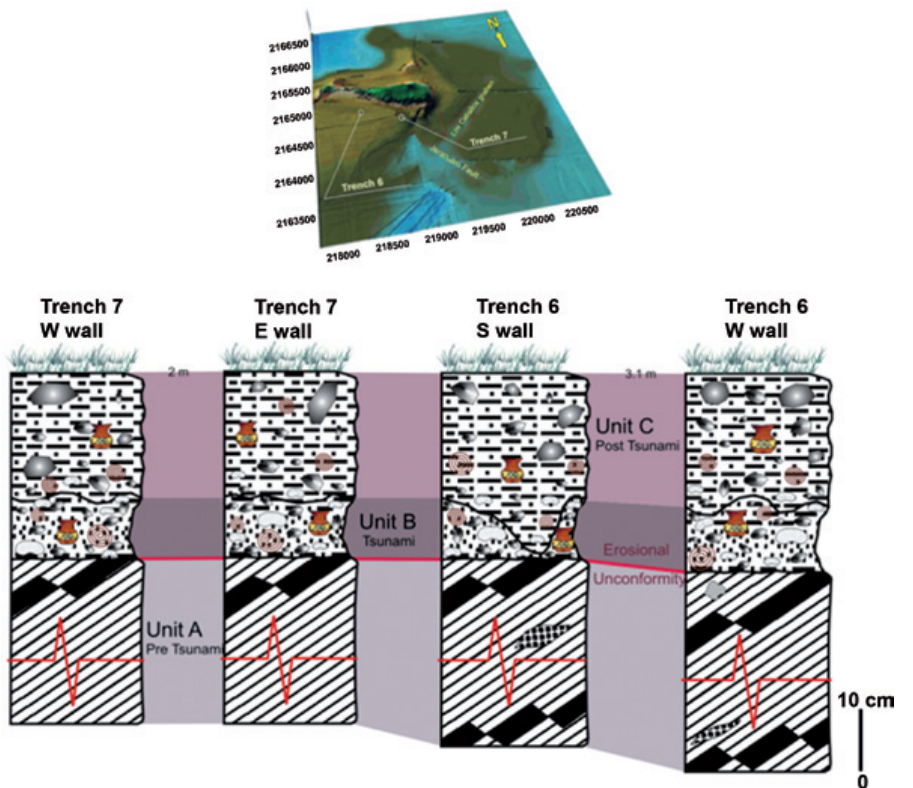 2166500
2166000
2165500
2165000
2164500
2164000
2163500
N
Trench 7
Jaracuaro Fault
Trench 6
218000
218500
219000
219500
220000
220500
Trench 7
W wall
Trench 7
E wall
Trench 6
S wall
Trench 6
W wall
2 m
3.1 m
Unit C
Post Tsunami
Unit B
Tsunami
Erosional
Unconformity
Unit A
Pre Tsunami
10 cm
0